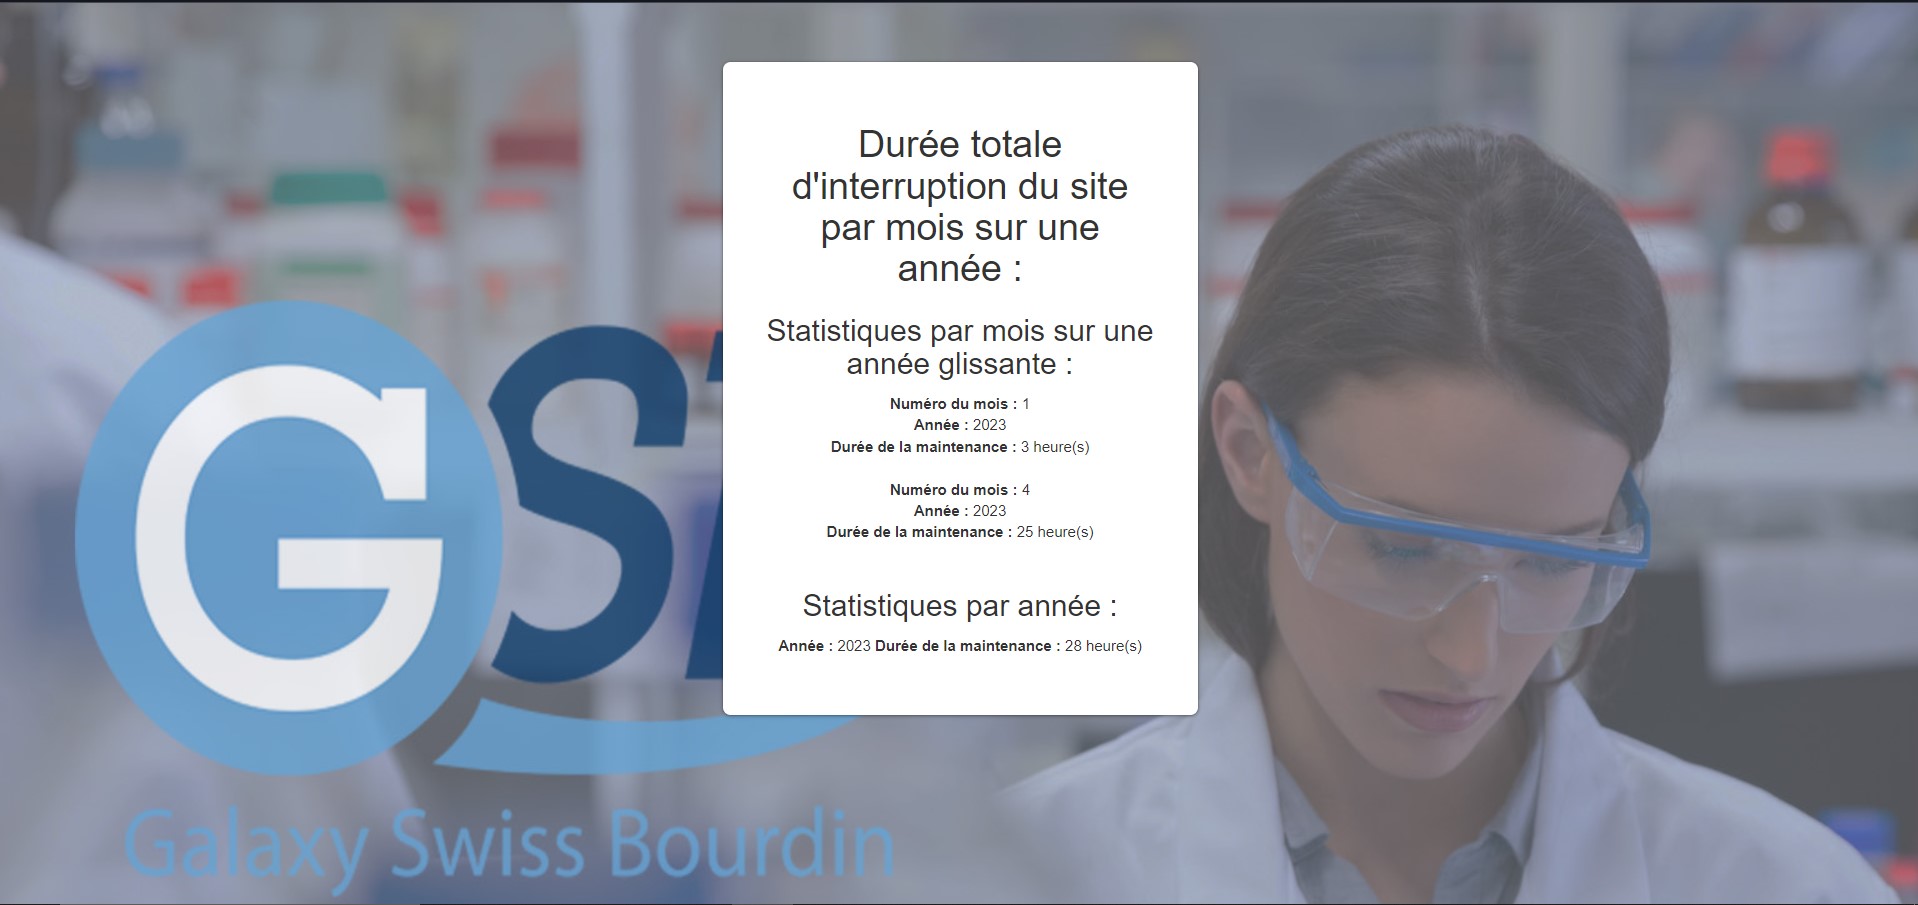 Durée totale
d'interruption du site
par mois sur une
année :
Statistiques par mois sur une
année glissante :
Numéro du mois : 1
Année : 2023
Durée de la maintenance : 3 heure(s)
Numéro du mois : 4
Année : 2023
Durée de la maintenance : 25 heure(s)
Statistiques par année :
Année : 2023 Durée de la maintenance : 28 heure(s)
GS
Galaxy Swiss Bourdin